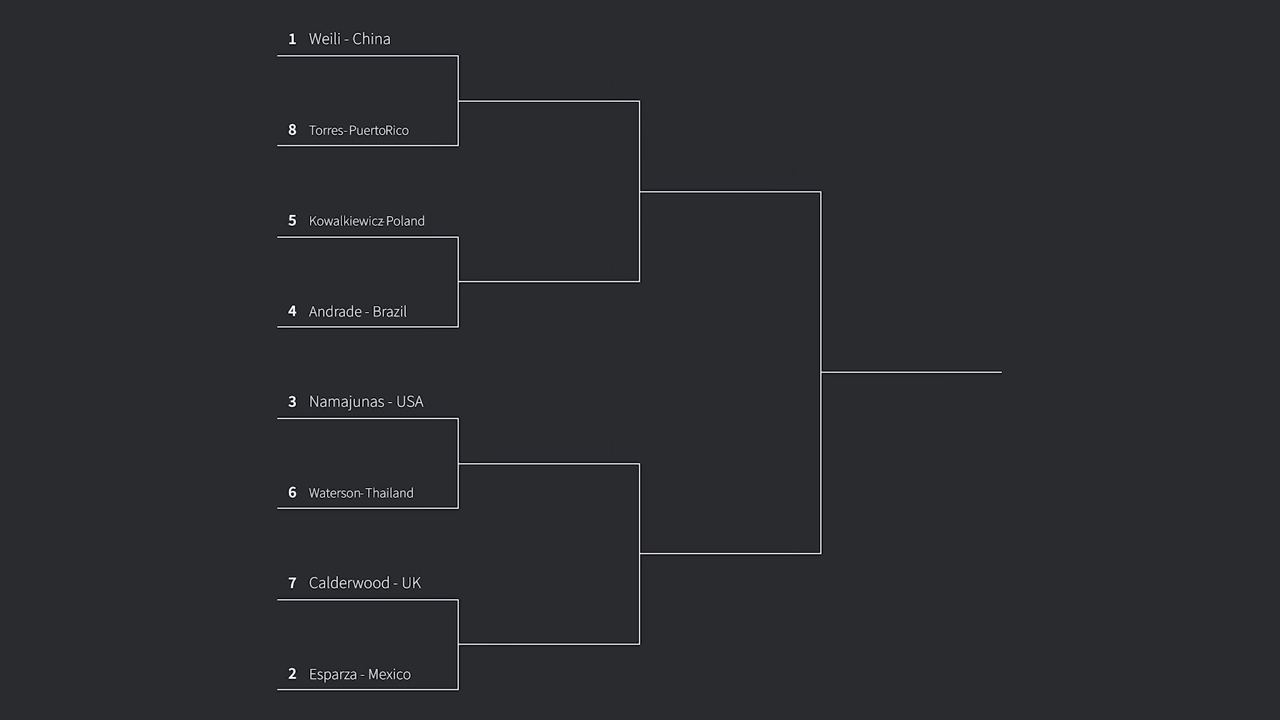 1 Weili - China
8 Torres-PuertoRico
5 Kowalkiewicz-Poland
4 Andrade - Brazil
3 Namajunas - USA
6 Waterson-Thailand
7 Calderwood - UK
2 Esparza - Mexico